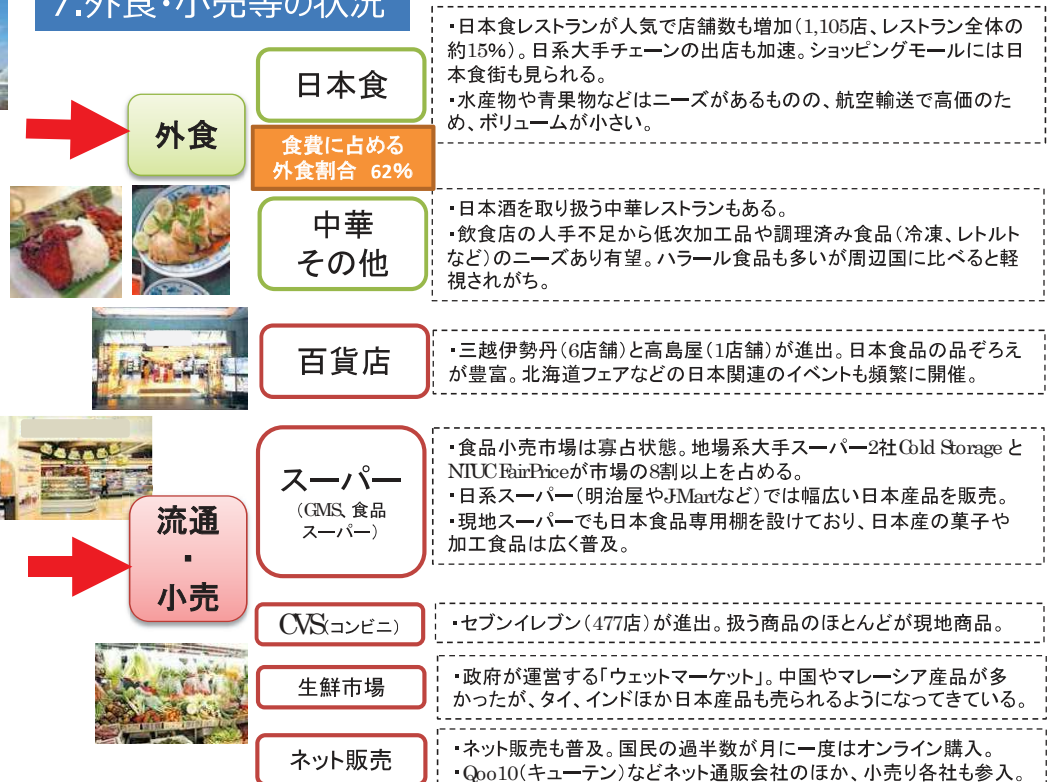 7.外食・小売等の状況
外食
日本食
・日本食レストランが人気で店舗数も増加（1,105店、レストラン全体の
約15%）。日系大手チェーンの出店も加速。ショッピングモールには日
本食街も見られる。
・水産物や青果物などはニーズがあるものの、航空輸送で高価のた
め、ボリュームが小さい。
食費に占める
外食割合 62%
中華
その他
・日本酒を取り扱う中華レストランもある。
・飲食店の人手不足から低次加工品や調理済み食品（冷凍、レトルト
など）のニーズあり有望。ハラール食品も多いが周辺国に比べると軽
視されがち。
流通
・
小売
百貨店
・三越伊勢丹（6店舗）と高島屋（1店舗）が進出。日本食品の品ぞろえ
が豊富。北海道フェアなどの日本関連のイベントも頻繁に開催。
スーパー
（GMS、食品
スーパー）
・食品小売市場は寡占状態。地場系大手スーパー2社Cold Storage と
NTUC FairPriceが市場の8割以上を占める。
・日系スーパー（明治屋やJ-Martなど）では幅広い日本産品を販売。
・現地スーパーでも日本食品専用棚を設けており、日本産の菓子や
加工食品は広く普及。
CVS（コンビニ）
・セブンイレブン（477店）が進出。扱う商品のほとんどが現地商品。
生鮮市場
・政府が運営する「ウェットマーケット」。中国やマレーシア産品が多
かったが、タイ、インドほか日本産品も売られるようになってきている。
ネット販売
・ネット販売も普及。国民の過半数が月に一度はオンライン購入。
・Qoo10(キューテン)などネット通販会社のほか、小売り各社も参入。